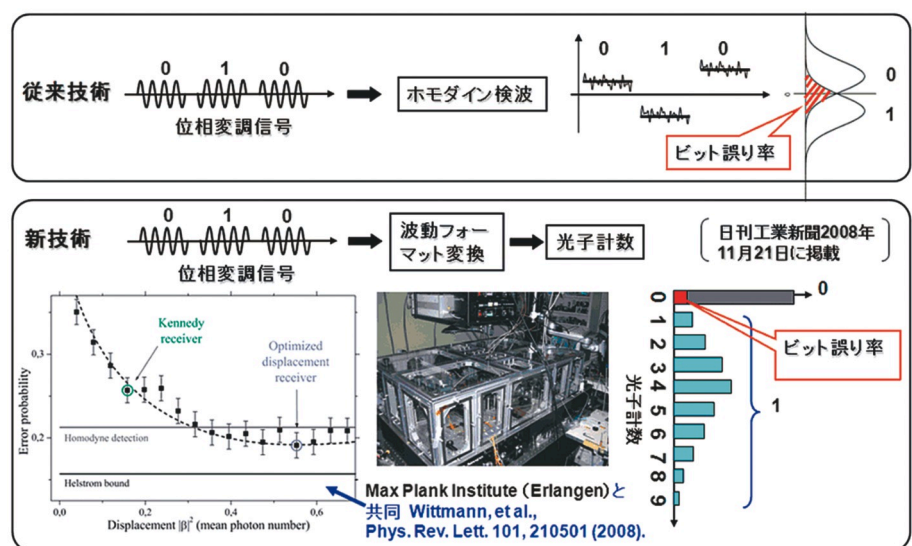 従来技術
0 1 0
位相変調信号
ホモダイン検波
0 1 0
0
0
1
ビット誤り率
新技術
0 1 0
位相変調信号
波動フォー
マット変換
光子計数
日刊工業新聞2008年
11月21日に掲載
Error probability
0,3
0,2
Kennedy
receiver
Optimized
displacement
receiver
Homodyne detection
Helstrom bound
0,0 0,2 0,4 0,6
Displacement |β|² (mean photon number)
Max Plank Institute (Erlangen)と
共同 Wittmann, et al.,
Phys. Rev. Lett. 101, 210501 (2008).
光子計数
0
1
2
3
4
5
6
7
8
9
0
ビット誤り率
1